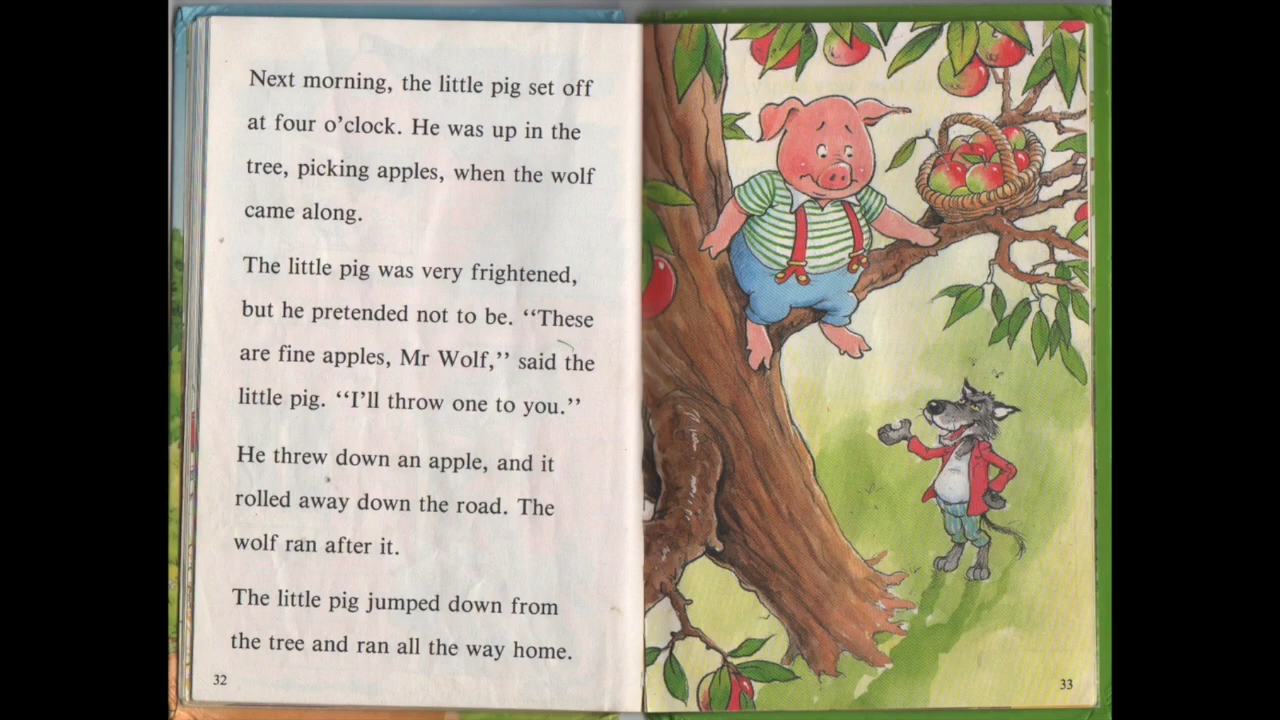 Next morning, the little pig set off
at four o’clock. He was up in the
tree, picking apples, when the wolf
came along.
The little pig was very frightened,
but he pretended not to be. “These
are fine apples, Mr Wolf,” said the
little pig. “I’ll throw one to you.”
He threw down an apple, and it
rolled away down the road. The
wolf ran after it.
The little pig jumped down from
the tree and ran all the way home.
32
33